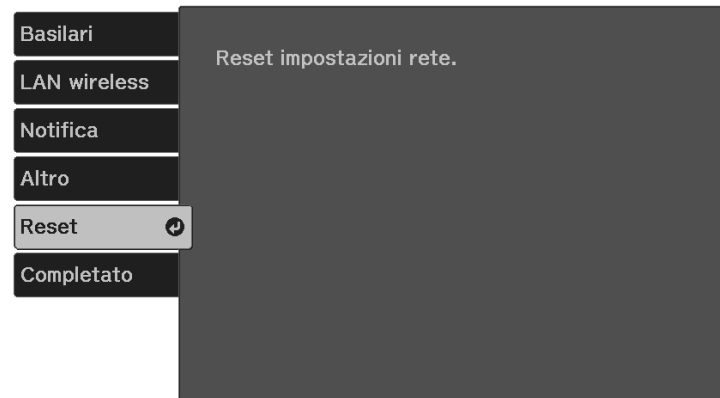 Basilari
LAN wireless
Notifica
Altro
Reset
Completato
Reset impostazioni rete.